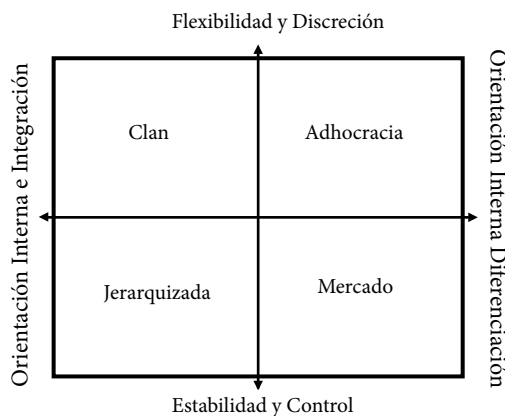 Flexibilidad y Discreción
Orientación Interna e Integración
Clan
Adhocracia
Orientación Interna Diferenciación
Jerarquizada
Mercado
Estabilidad y Control